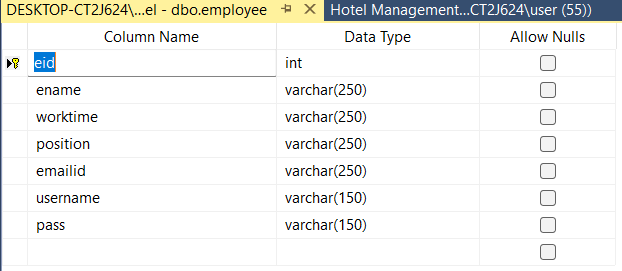 DESKTOP-CT2J624\...el - dbo.employee Hotel Management...CT2J624\user (55))
Column Name Data Type Allow Nulls
eid int
ename varchar(250)
worktime varchar(250)
position varchar(250)
emailid varchar(250)
username varchar(150)
pass varchar(150)